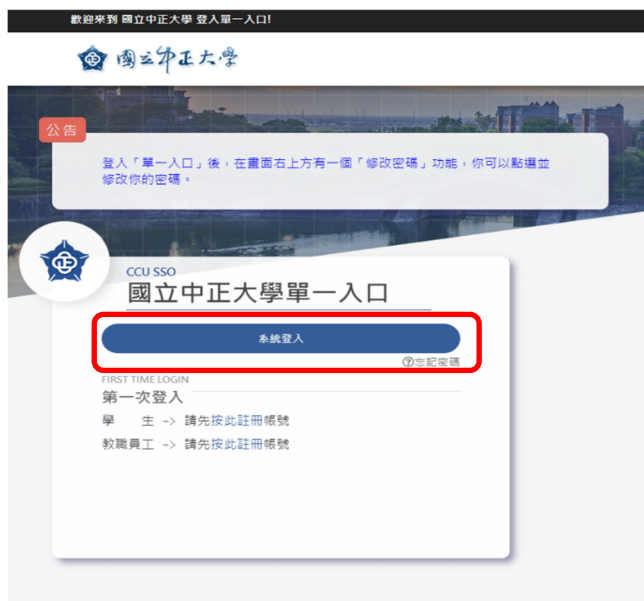 歡迎來到 國立中正大學 登入單一入口!
國立中正大學
公告
登入「單一入口」後，在畫面右上方有一個「修改密碼」功能，你可以點選並
修改你的密碼。
正
CCU SSO
國立中正大學單一入口
系統登入
?忘記密碼
FIRST TIME LOGIN
第一次登入
學 生 -> 請先按此註冊帳號
教職員工 -> 請先按此註冊帳號